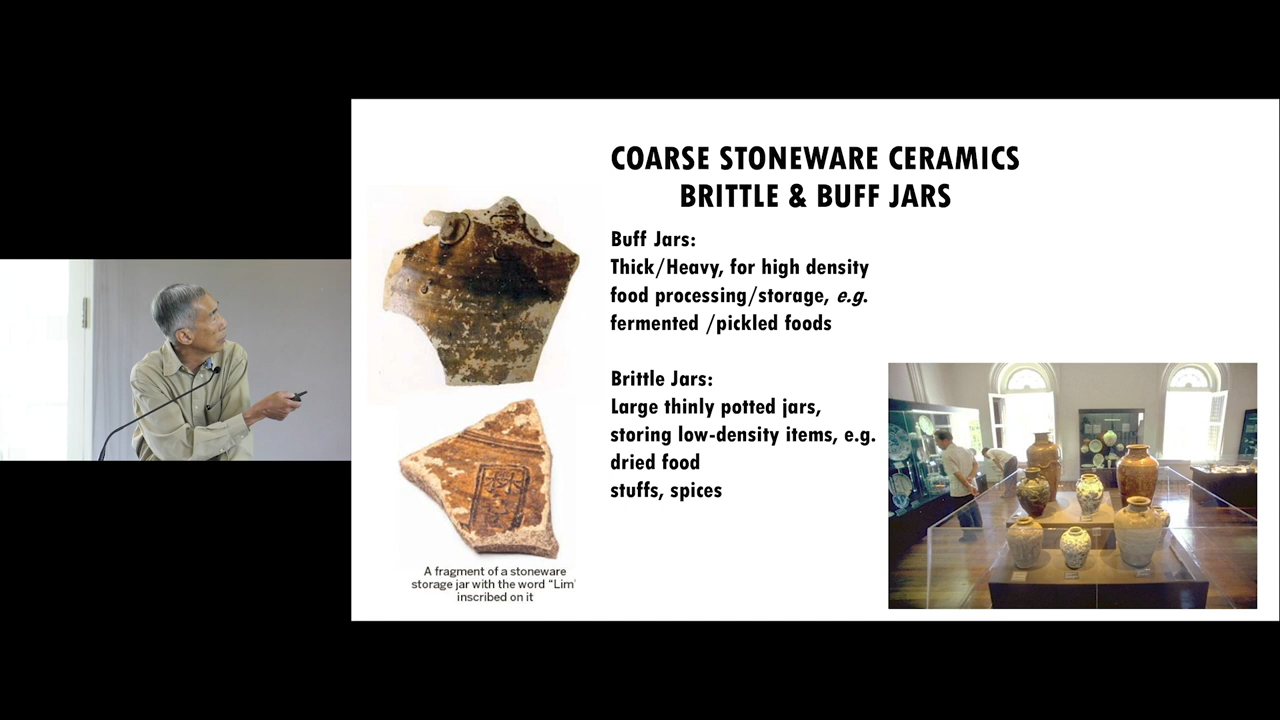 COARSE STONEWARE CERAMICS
BRITTLE & BUFF JARS
Buff Jars:
Thick/Heavy, for high density
food processing/storage, e.g.
fermented /pickled foods
Brittle Jars:
Large thinly potted jars,
storing low-density items, e.g.
dried food
stuffs, spices
林
A fragment of a stoneware
storage jar with the word “Lim’
inscribed on it